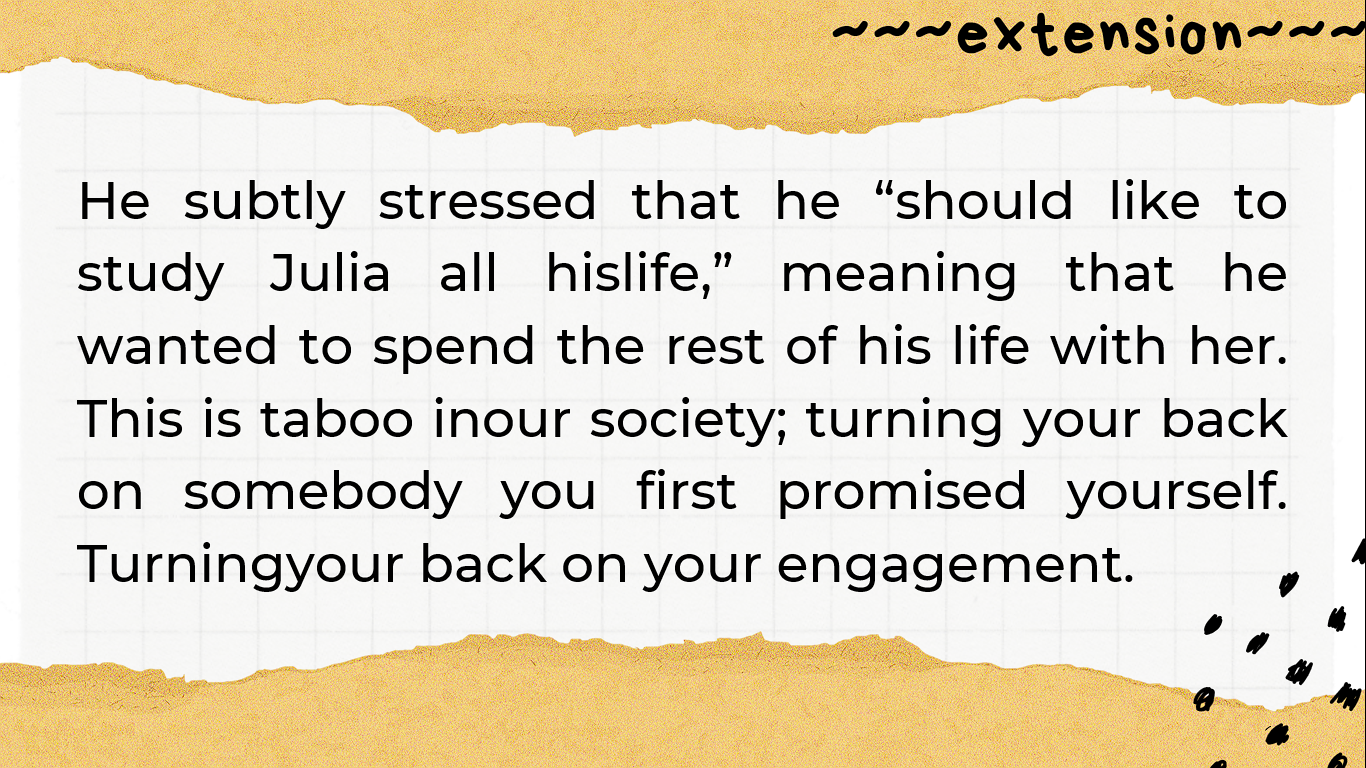 ~~~extension~~~~
He subtly stressed that he “should like to
study Julia all hislife,” meaning that he
wanted to spend the rest of his life with her.
This is taboo inour society; turning your back
on somebody you first promised yourself.
Turningyour back on your engagement.